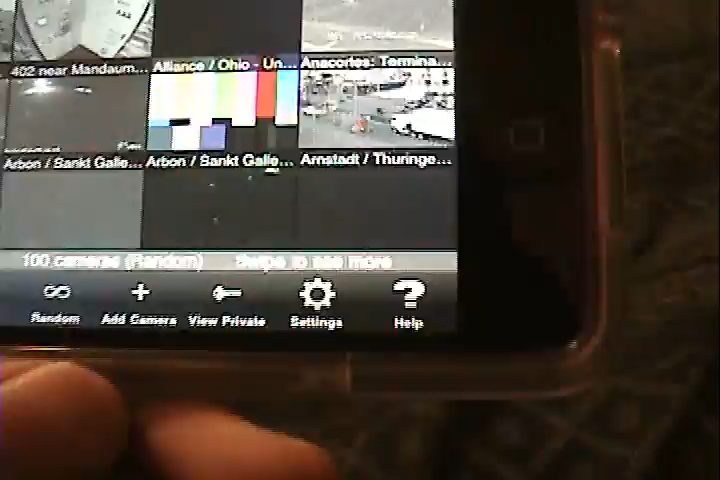 402 near Mandaum...
Alliance / Ohio - Un...
Anacortes: Termina...
Arbon / Sankt Galle...
Arbon / Sankt Galle...
Arnstadt / Thuringe...
100 cameras (Random) Swipe to see more
Random
Add Camera
View Private
Settings
Help